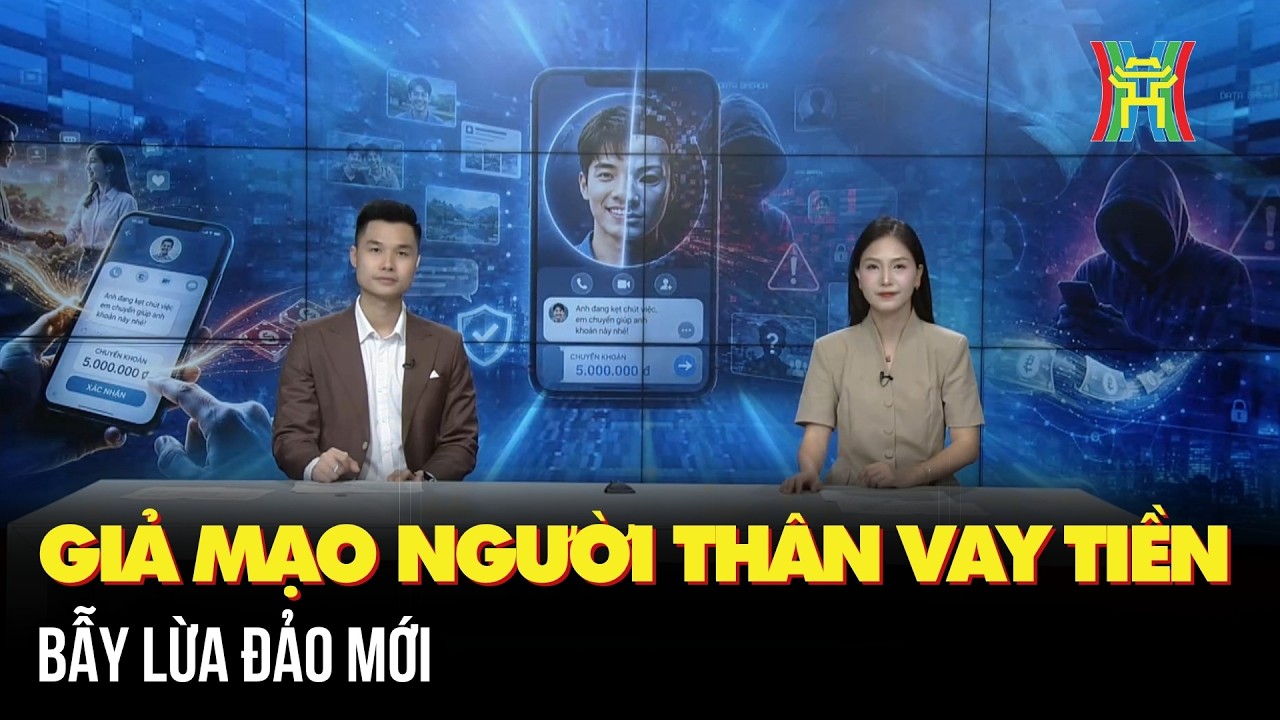 DATA BREACH
Anh đang kẹt chút việc,
em chuyển giúp anh
khoản này nhé!
CHUYỂN KHOẢN
5.000.000 đ
XÁC NHẬN
Anh đang kẹt chút việc,
em chuyển giúp anh
khoản này nhé!
CHUYỂN KHOẢN
5.000.000 đ
GIẢ MẠO NGƯỜI THÂN VAY TIỀN
BẪY LỪA ĐẢO MỚI